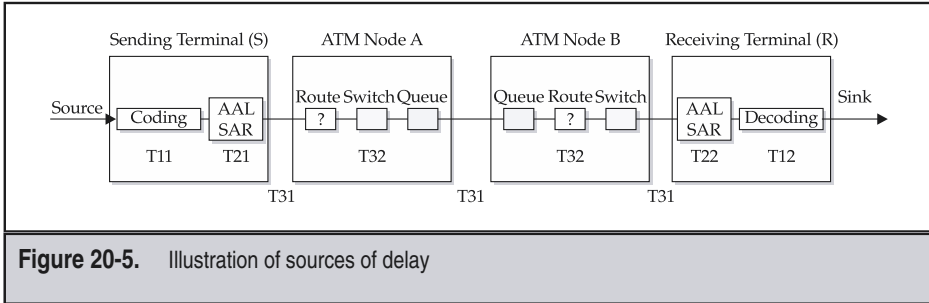 Sending Terminal (S) ATM Node A ATM Node B Receiving Terminal (R)
Source Route Switch Queue Queue Route Switch Sink
Coding AAL SAR ? ? AAL SAR Decoding
T11 T21 T32 T32 T22 T12
T31 T31 T31
Figure 20-5. Illustration of sources of delay